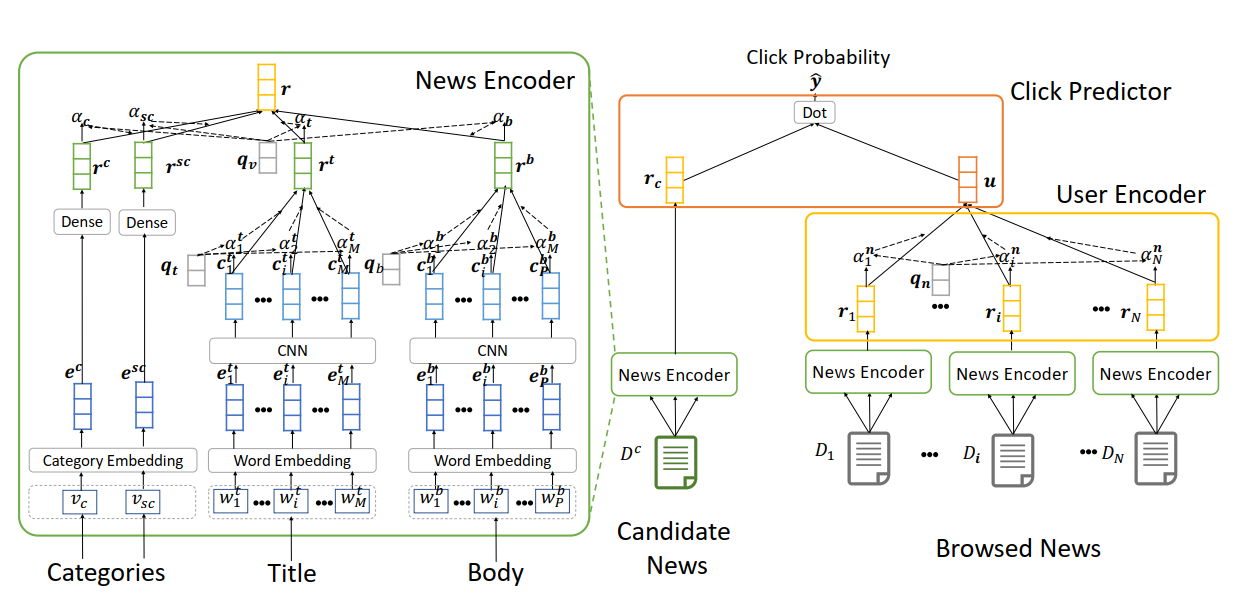 News Encoder
r
α_c α_sc α_t α_b
r^c r^sc q_v r^t r^b
Dense Dense
α_1^t α_2^t α_M^t α_1^b α_2^b α_M^b
q_t c_1^t c_i^t c_M^t q_b c_1^b c_i^b c_P^b
••• ••• ••• •••
CNN CNN
e^c e^sc e_1^t e_i^t e_M^t e_1^b e_i^b e_P^b
••• ••• ••• •••
Category Embedding Word Embedding Word Embedding
v_c v_sc w_1^t ••• w_i^t ••• w_M^t w_1^b ••• w_i^b ••• w_P^b
Categories Title Body
Click Probability
ŷ
Click Predictor
Dot
r_c u
User Encoder
α_1^n α_i^n α_N^n
q_n
r_1 ••• r_i ••• r_N
News Encoder News Encoder News Encoder News Encoder
D^c D_1 ••• D_i ••• D_N
Candidate
News
Browsed News